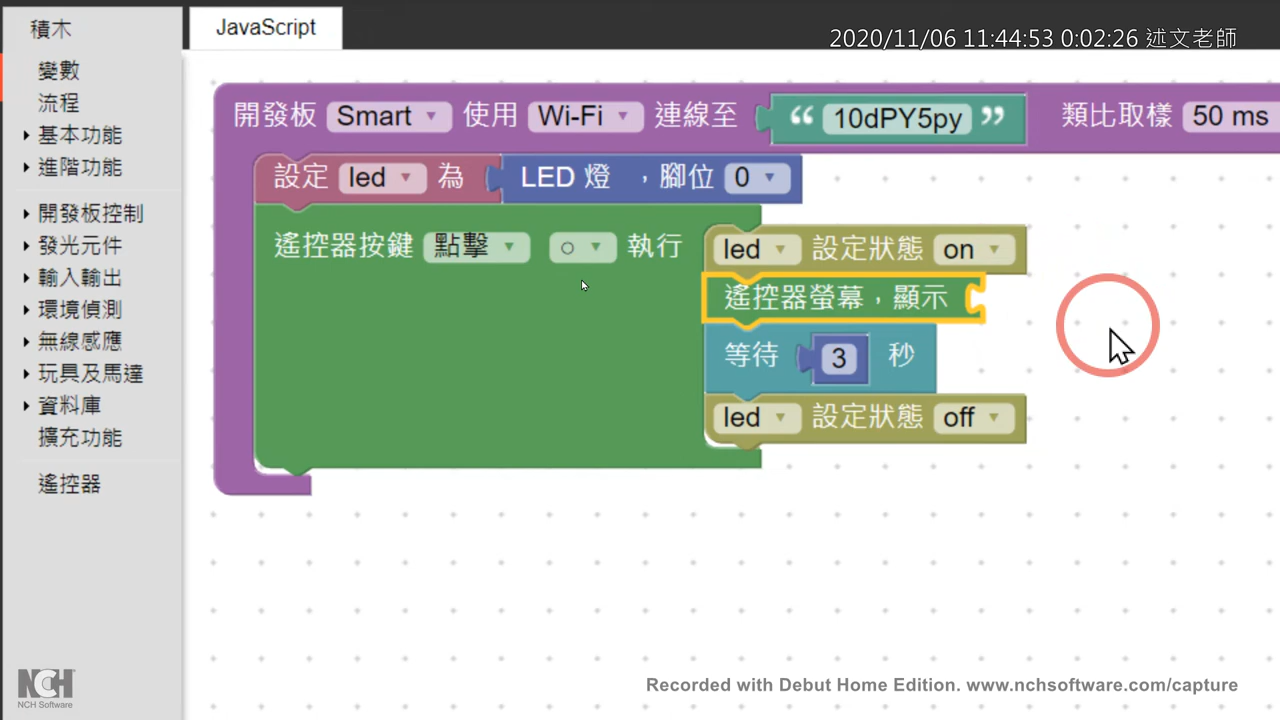 積木
JavaScript
2020/11/06 11:44:53 0:02:26 述文老師
變數
流程
基本功能
進階功能
開發板控制
發光元件
輸入輸出
環境偵測
無線感應
玩具及馬達
資料庫
擴充功能
遙控器
開發板 Smart 使用 Wi-Fi 連線至 “ 10dPY5py ” 類比取樣 50 ms
設定 led 為 LED 燈 ,腳位 0
遙控器按鍵 點擊 ○ 執行
led 設定狀態 on
遙控器螢幕,顯示
等待 3 秒
led 設定狀態 off
NCH
NCH Software
Recorded with Debut Home Edition. www.nchsoftware.com/capture